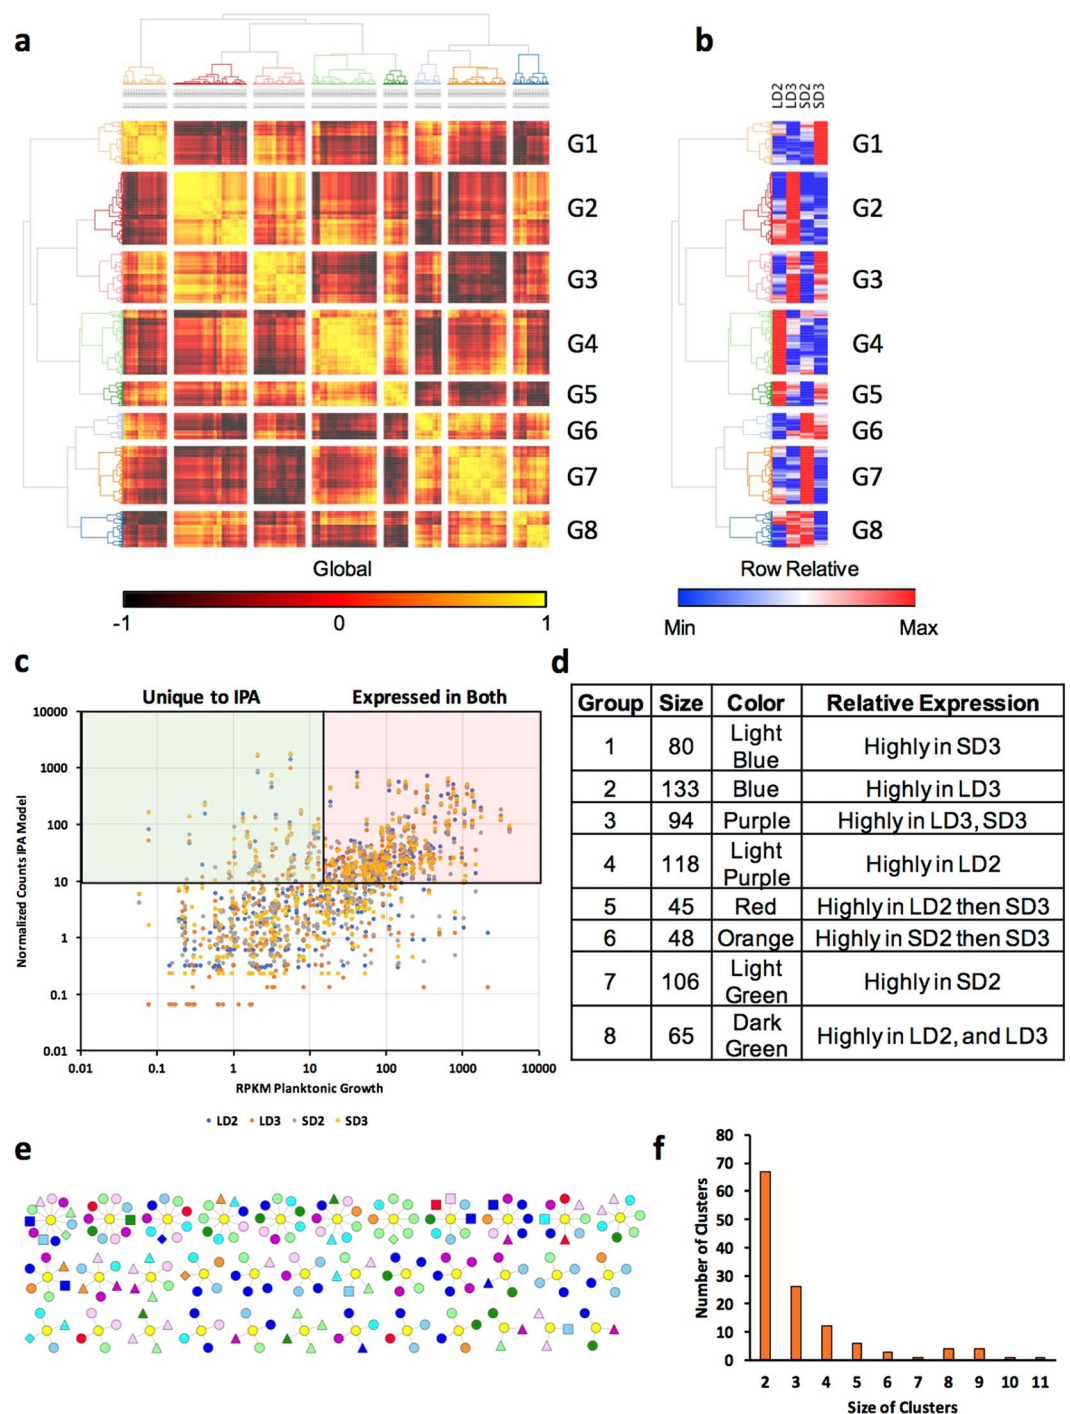 a
b
LD2
LD3
SD2
SD3
G1
G2
G3
G4
G5
G6
G7
G8
G1
G2
G3
G4
G5
G6
G7
G8
Global
-1 0 1
Row Relative
Min Max
c
Unique to IPA Expressed in Both
Normalized Counts IPA Model
10000
1000
100
10
1
0.1
0.01
0.01 0.1 1 10 100 1000 10000
RPKM Planktonic Growth
LD2 LD3 SD2 SD3
d
Group Size Color Relative Expression
1 80 Light Blue Highly in SD3
2 133 Blue Highly in LD3
3 94 Purple Highly in LD3, SD3
4 118 Light Purple Highly in LD2
5 45 Red Highly in LD2 then SD3
6 48 Orange Highly in SD2 then SD3
7 106 Light Green Highly in SD2
8 65 Dark Green Highly in LD2, and LD3
e
f
Number of Clusters
80
70
60
50
40
30
20
10
0
2 3 4 5 6 7 8 9 10 11
Size of Clusters